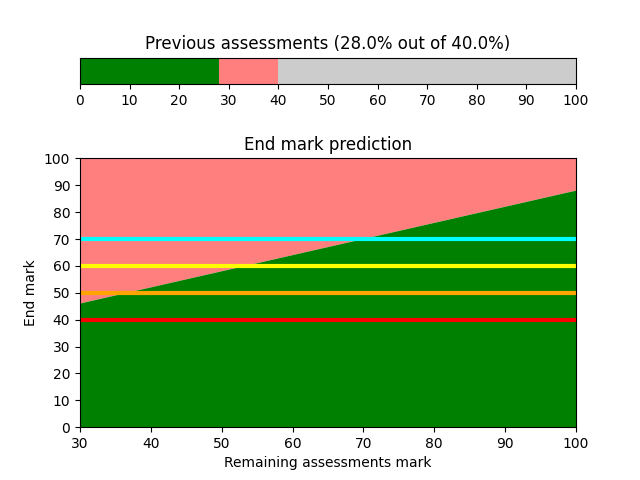 Previous assessments (28.0% out of 40.0%)
0 10 20 30 40 50 60 70 80 90 100
End mark prediction
100
90
80
70
60
50
40
30
20
10
0
End mark
30 40 50 60 70 80 90 100
Remaining assessments mark